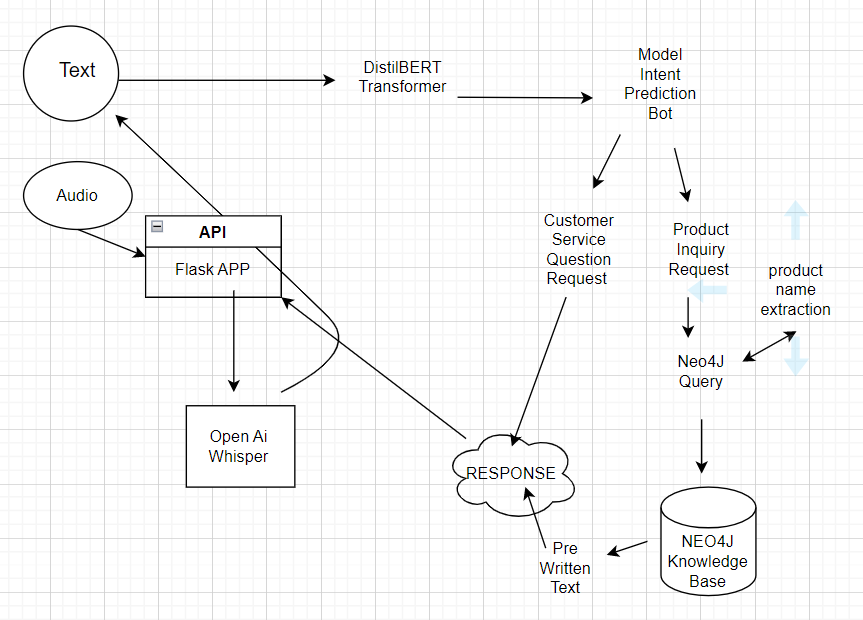 Text
DistilBERT
Transformer
Model
Intent
Prediction
Bot
Audio
API
Flask APP
Customer
Service
Question
Request
Product
Inquiry
Request
product
name
extraction
Neo4J
Query
Open Ai
Whisper
RESPONSE
Pre
Written
Text
NEO4J
Knowledge
Base